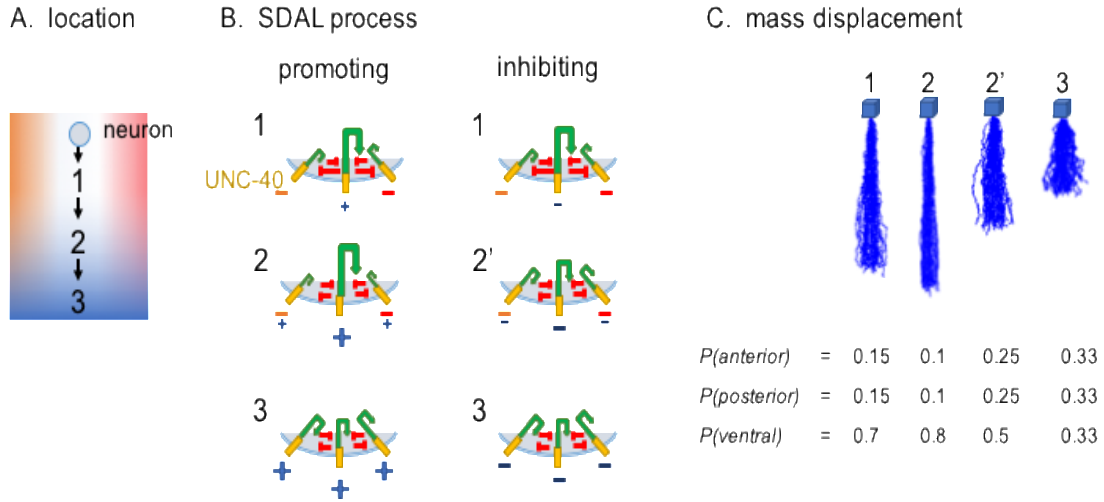 A. location
B. SDAL process
C. mass displacement
promoting
inhibiting
neuron
1
2
3
1
UNC-40
- + -
1
- - -
2
- + + + -
2’
- - - - -
3
+ + +
3
- - -
1 2 2’ 3
P(anterior) = 0.15 0.1 0.25 0.33
P(posterior) = 0.15 0.1 0.25 0.33
P(ventral) = 0.7 0.8 0.5 0.33